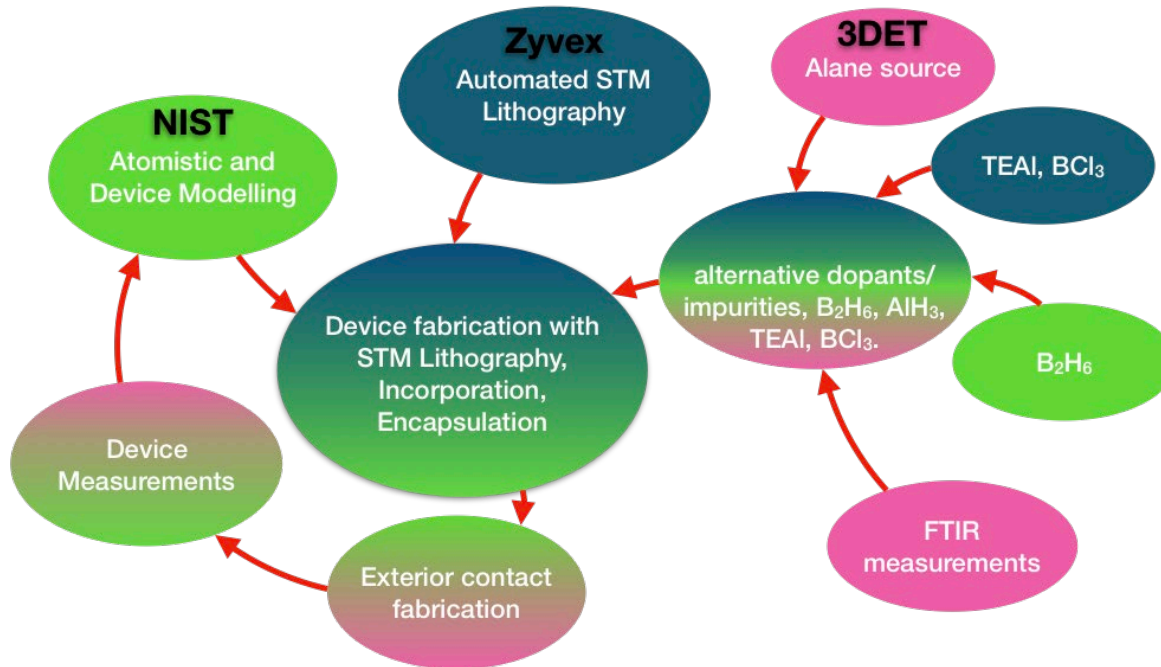 NIST
Atomistic and
Device Modelling
Zyvex
Automated STM
Lithography
3DET
Alane source
TEAl, BCl₃
alternative dopants/
impurities, B₂H₆, AlH₃,
TEAl, BCl₃.
B₂H₆
FTIR
measurements
Device fabrication with
STM Lithography,
Incorporation,
Encapsulation
Exterior contact
fabrication
Device
Measurements